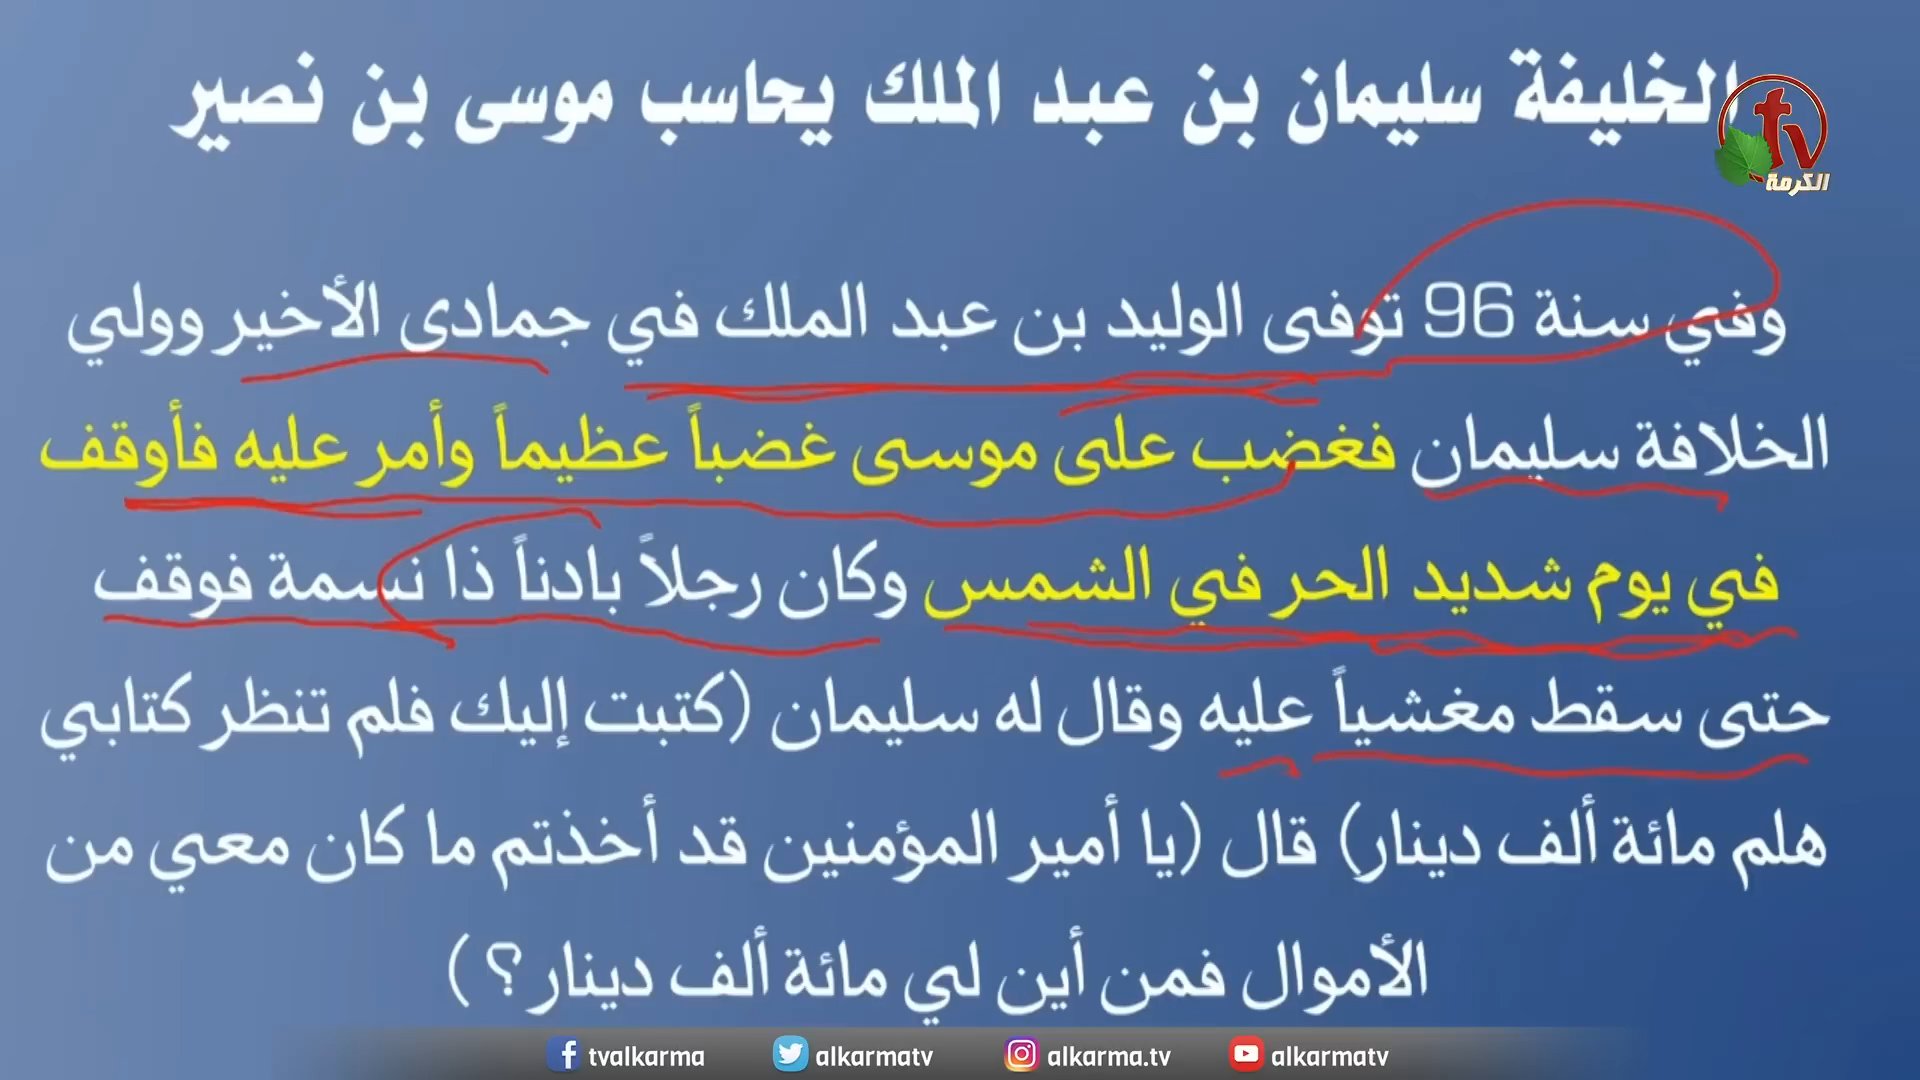 الخليفة سليمان بن عبد الملك يحاسب موسى بن نصير
tv
الكرمة
وفي سنة 96 توفى الوليد بن عبد الملك في جمادى الأخير وولي
الخلافة سليمان فغضب على موسى غضباً عظيماً وأمر عليه فأوقف
في يوم شديد الحر في الشمس وكان رجلاً بادناً ذا نسمة فوقف
حتى سقط مغشياً عليه وقال له سليمان (كتبت إليك فلم تنظر كتابي
هلم مائة ألف دينار) قال (يا أمير المؤمنين قد أخذتم ما كان معي من
الأموال فمن أين لي مائة ألف دينار؟ )
tvalkarma alkarmatv alkarma.tv alkarmatv